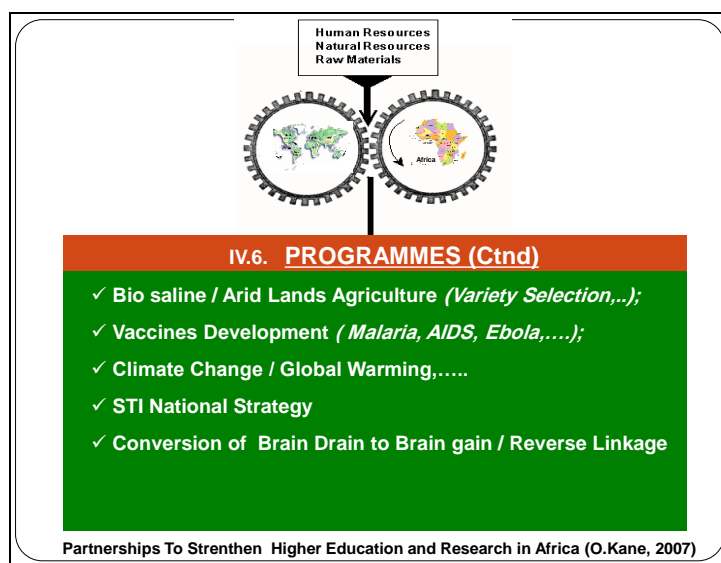 Human Resources
Natural Resources
Raw Materials
Africa
IV.6. PROGRAMMES (Ctnd)
✓ Bio saline / Arid Lands Agriculture (Variety Selection,..);
✓ Vaccines Development ( Malaria, AIDS, Ebola,….);
✓ Climate Change / Global Warming,…..
✓ STI National Strategy
✓ Conversion of Brain Drain to Brain gain / Reverse Linkage
Partnerships To Strenthen Higher Education and Research in Africa (O.Kane, 2007)